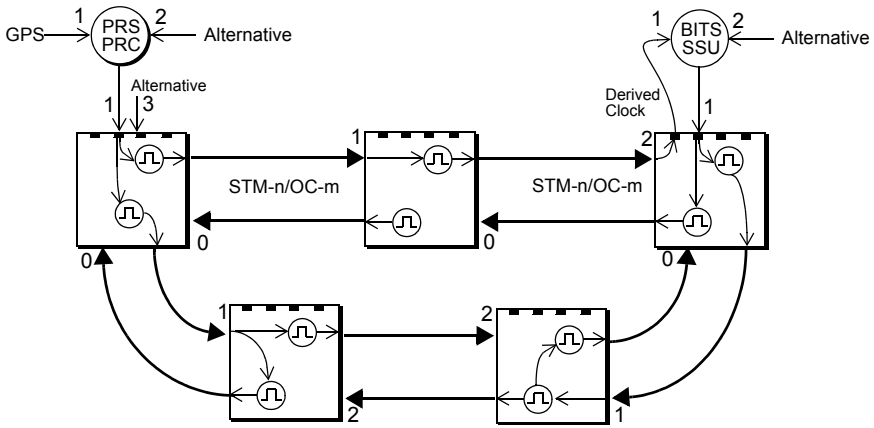 1 PRS 2
GPS PRC Alternative
1 BITS 2
SSU Alternative
Alternative
1 3
Derived
Clock
1
2
1
2
STM-n/OC-m
STM-n/OC-m
0
0
0
0
1
2
2
1